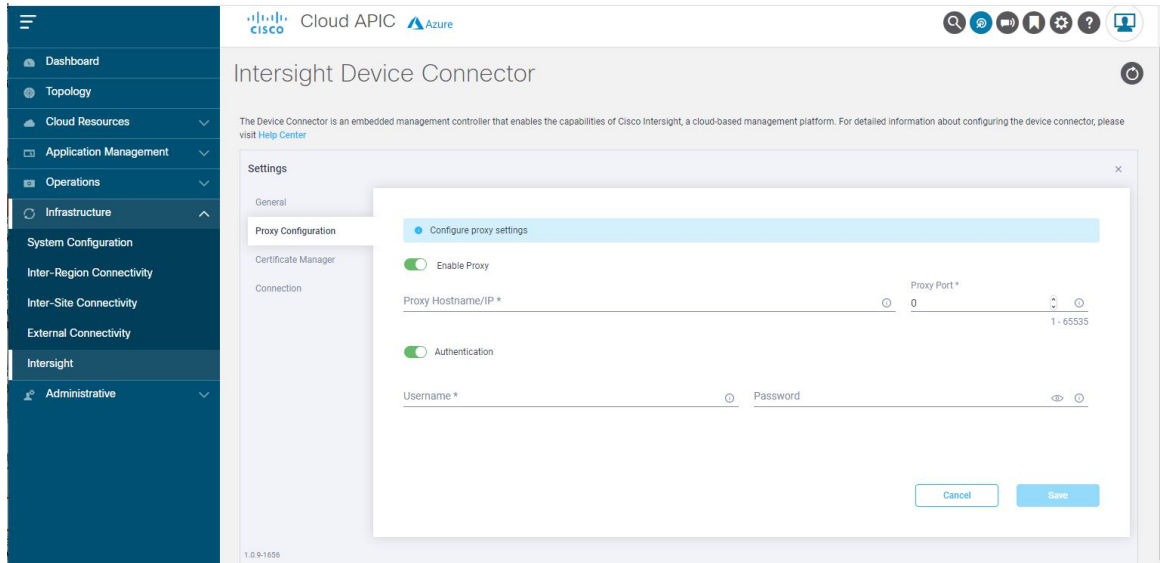 cisco Cloud APIC Azure
Dashboard
Topology
Cloud Resources
Application Management
Operations
Infrastructure
System Configuration
Inter-Region Connectivity
Inter-Site Connectivity
External Connectivity
Intersight
Administrative
Intersight Device Connector
The Device Connector is an embedded management controller that enables the capabilities of Cisco Intersight, a cloud-based management platform. For detailed information about configuring the device connector, please
visit Help Center
Settings
General
Proxy Configuration
Certificate Manager
Connection
Configure proxy settings
Enable Proxy
Proxy Hostname/IP *
Proxy Port *
0
1 - 65535
Authentication
Username *
Password
Cancel
Save
1.0.9-1656